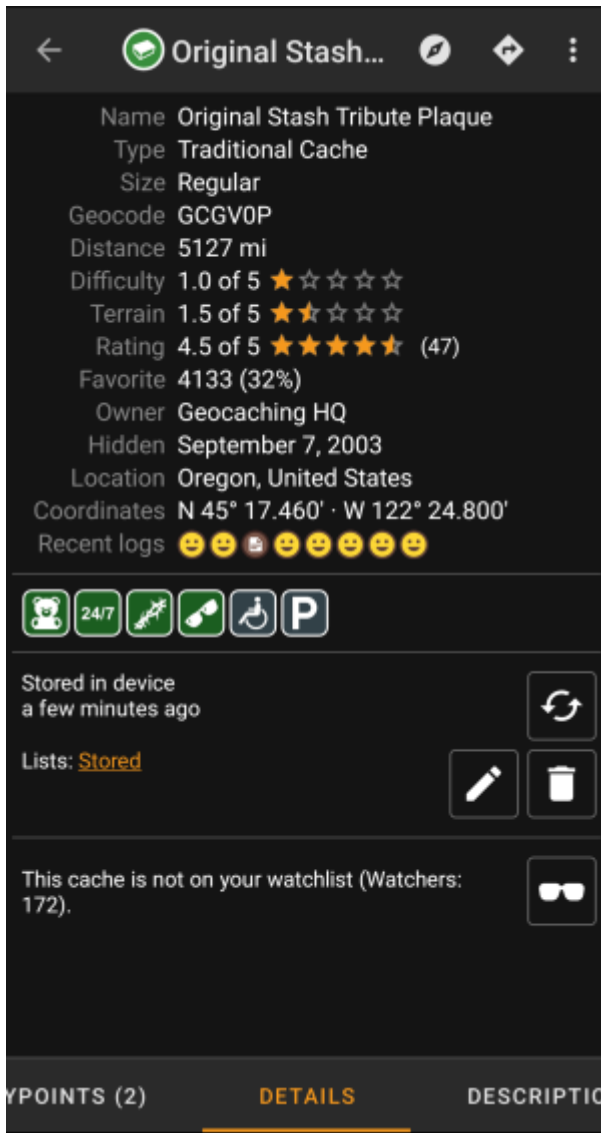 Original Stash...
Name Original Stash Tribute Plaque
Type Traditional Cache
Size Regular
Geocode GCGV0P
Distance 5127 mi
Difficulty 1.0 of 5
Terrain 1.5 of 5
Rating 4.5 of 5 (47)
Favorite 4133 (32%)
Owner Geocaching HQ
Hidden September 7, 2003
Location Oregon, United States
Coordinates N 45° 17.460' · W 122° 24.800'
Recent logs
24/7 P
Stored in device
a few minutes ago
Lists: Stored
This cache is not on your watchlist (Watchers:
172).
YPOINTS (2) DETAILS DESCRIPTIO